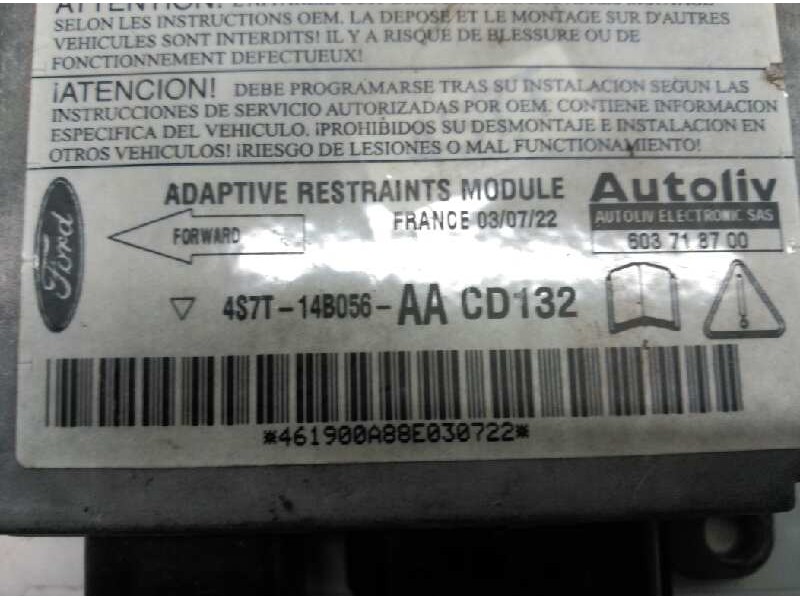 ATTENTION!
SELON LES INSTRUCTIONS OEM. LA DEPOSE ET LE MONTAGE SUR D'AUTRES
VEHICULES SONT INTERDITS! IL Y A RISQUE DE BLESSURE OU DE
FONCTIONNEMENT DEFECTUEUX!
¡ATENCION! DEBE PROGRAMARSE TRAS SU INSTALACION SEGUN LAS
INSTRUCCIONES DE SERVICIO AUTORIZADAS POR OEM. CONTIENE INFORMACION
ESPECIFICA DEL VEHICULO. ¡PROHIBIDOS SU DESMONTAJE E INSTALACION EN
OTROS VEHICULOS! ¡RIESGO DE LESIONES O MAL FUNCTIONAMIENTO!
ADAPTIVE RESTRAINTS MODULE
Autoliv
FRANCE 03/07/22
AUTOLIV ELECTRONIC SAS
Ford
FORWARD
603 71 87 00
4S7T-14B056-AA CD132
6
*461900A88E030722*